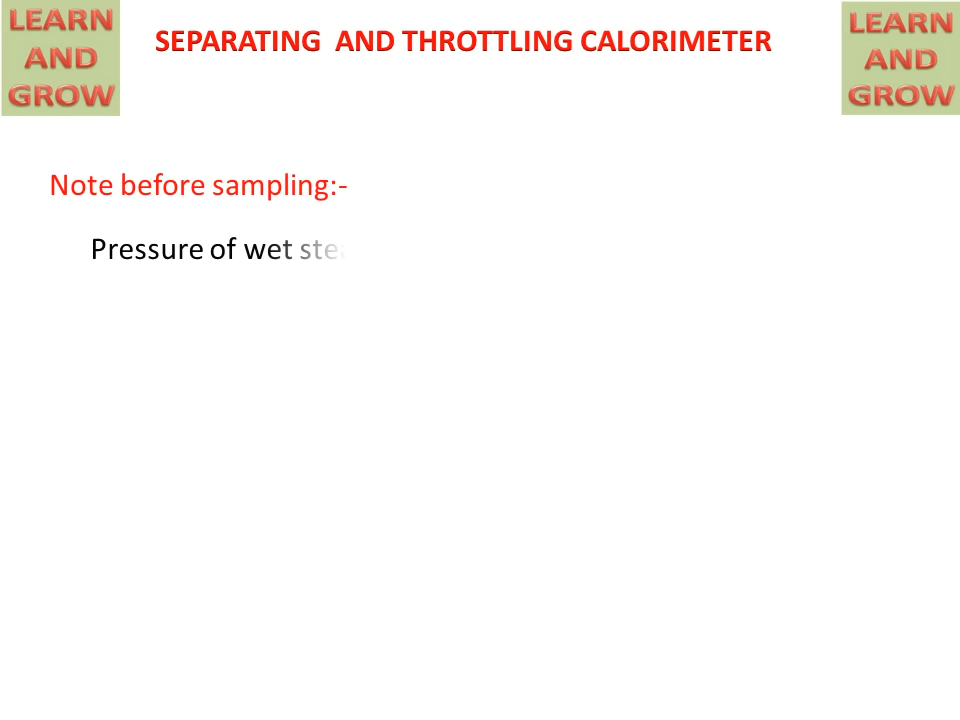 LEARN
AND
GROW
SEPARATING AND THROTTLING CALORIMETER
LEARN
AND
GROW
Note before sampling:-
Pressure of wet